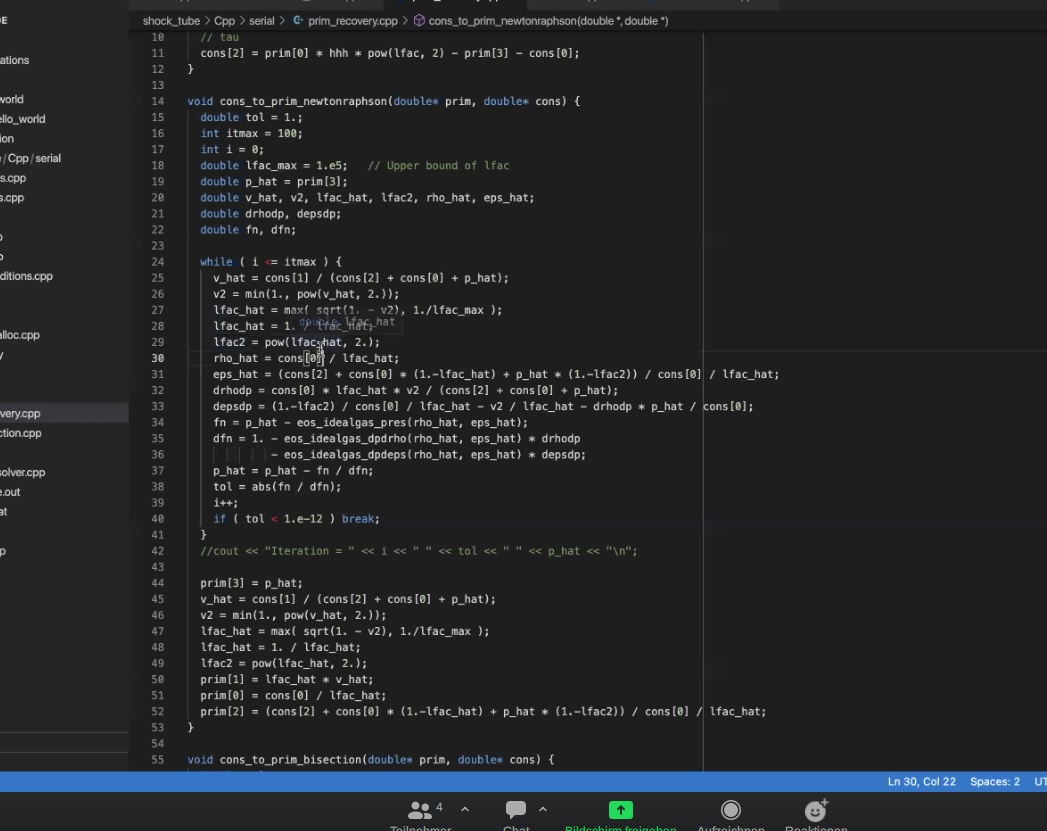 shock_tube > Cpp > serial > prim_recovery.cpp > cons_to_prim_newtonraphson(double *, double *)
ations
world
ello_world
ion
e / Cpp / serial
s.cpp
s.cpp
ditions.cpp
alloc.cpp
very.cpp
ction.cpp
solver.cpp
e.out
at
p
10 // tau
11 cons[2] = prim[0] * hhh * pow(lfac, 2) - prim[3] - cons[0];
12 }
13
14 void cons_to_prim_newtonraphson(double* prim, double* cons) {
15 double tol = 1.;
16 int itmax = 100;
17 int i = 0;
18 double lfac_max = 1.e5; // Upper bound of lfac
19 double p_hat = prim[3];
20 double v_hat, v2, lfac_hat, lfac2, rho_hat, eps_hat;
21 double drhodp, depsdp;
22 double fn, dfn;
23
24 while ( i <= itmax ) {
25 v_hat = cons[1] / (cons[2] + cons[0] + p_hat);
26 v2 = min(1., pow(v_hat, 2.));
27 lfac_hat = max( sqrt(1. - v2), 1./lfac_max );
double lfac_hat
28 lfac_hat = 1. / lfac_hat;
29 lfac2 = pow(lfac_hat, 2.);
30 rho_hat = cons[0] / lfac_hat;
31 eps_hat = (cons[2] + cons[0] * (1.-lfac_hat) + p_hat * (1.-lfac2)) / cons[0] / lfac_hat;
32 drhodp = cons[0] * lfac_hat * v2 / (cons[2] + cons[0] + p_hat);
33 depsdp = (1.-lfac2) / cons[0] / lfac_hat - v2 / lfac_hat - drhodp * p_hat / cons[0];
34 fn = p_hat - eos_idealgas_pres(rho_hat, eps_hat);
35 dfn = 1. - eos_idealgas_dpdrho(rho_hat, eps_hat) * drhodp
36 - eos_idealgas_dpdeps(rho_hat, eps_hat) * depsdp;
37 p_hat = p_hat - fn / dfn;
38 tol = abs(fn / dfn);
39 i++;
40 if ( tol < 1.e-12 ) break;
41 }
42 //cout << "Iteration = " << i << " " << tol << " " << p_hat << "\n";
43
44 prim[3] = p_hat;
45 v_hat = cons[1] / (cons[2] + cons[0] + p_hat);
46 v2 = min(1., pow(v_hat, 2.));
47 lfac_hat = max( sqrt(1. - v2), 1./lfac_max );
48 lfac_hat = 1. / lfac_hat;
49 lfac2 = pow(lfac_hat, 2.);
50 prim[1] = lfac_hat * v_hat;
51 prim[0] = cons[0] / lfac_hat;
52 prim[2] = (cons[2] + cons[0] * (1.-lfac_hat) + p_hat * (1.-lfac2)) / cons[0] / lfac_hat;
53 }
54
55 void cons_to_prim_bisection(double* prim, double* cons) {
Ln 30, Col 22 Spaces: 2 UT
4
Teilnehmer Chat Bildschirm freigeben Aufzeichnen Reaktionen